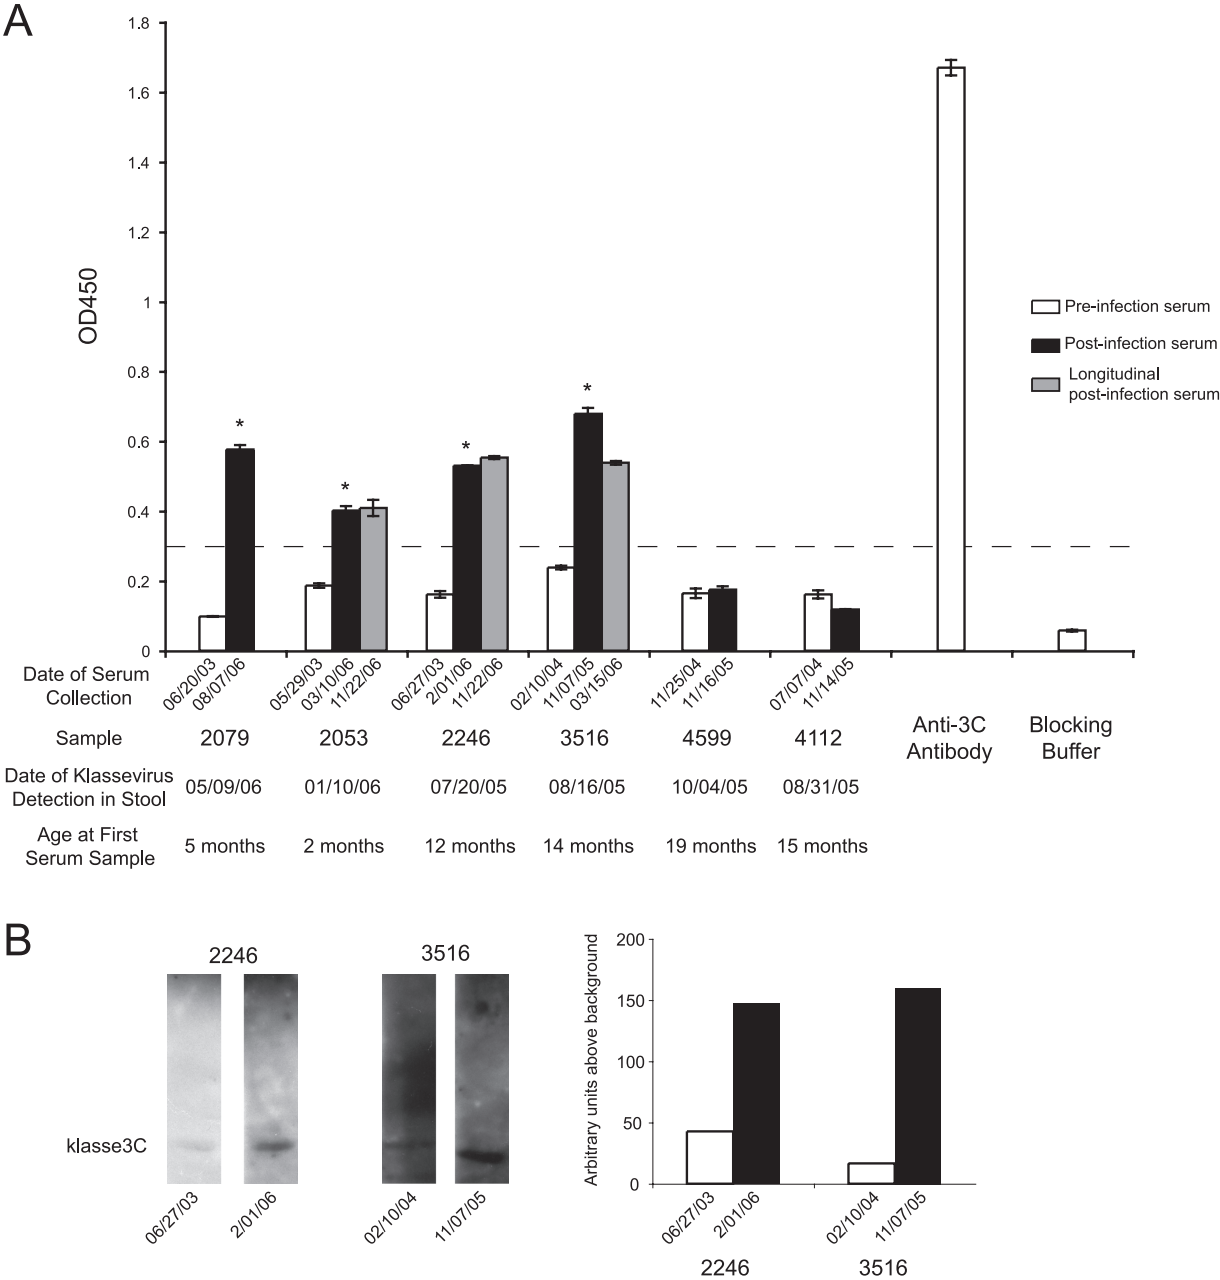 A
1.8
1.6
1.4
1.2
1
0.8
0.6
0.4
0.2
0
OD450
* * * *
Pre-infection serum
Post-infection serum
Longitudinal
post-infection serum
Date of Serum
Collection
06/20/03 08/07/06 05/29/03 03/10/06 11/22/06 06/27/03 2/01/06 11/22/06 02/10/04 11/07/05 03/15/06 11/25/04 11/16/05 07/07/04 11/14/05
Sample 2079 2053 2246 3516 4599 4112
Anti-3C
Antibody
Blocking
Buffer
Date of Klassevirus
Detection in Stool
05/09/06 01/10/06 07/20/05 08/16/05 10/04/05 08/31/05
Age at First
Serum Sample
5 months 2 months 12 months 14 months 19 months 15 months
B
2246 3516
klasse3C
06/27/03 2/01/06 02/10/04 11/07/05
Arbitrary units above background
200
150
100
50
0
06/27/03 2/01/06 02/10/04 11/07/05
2246 3516